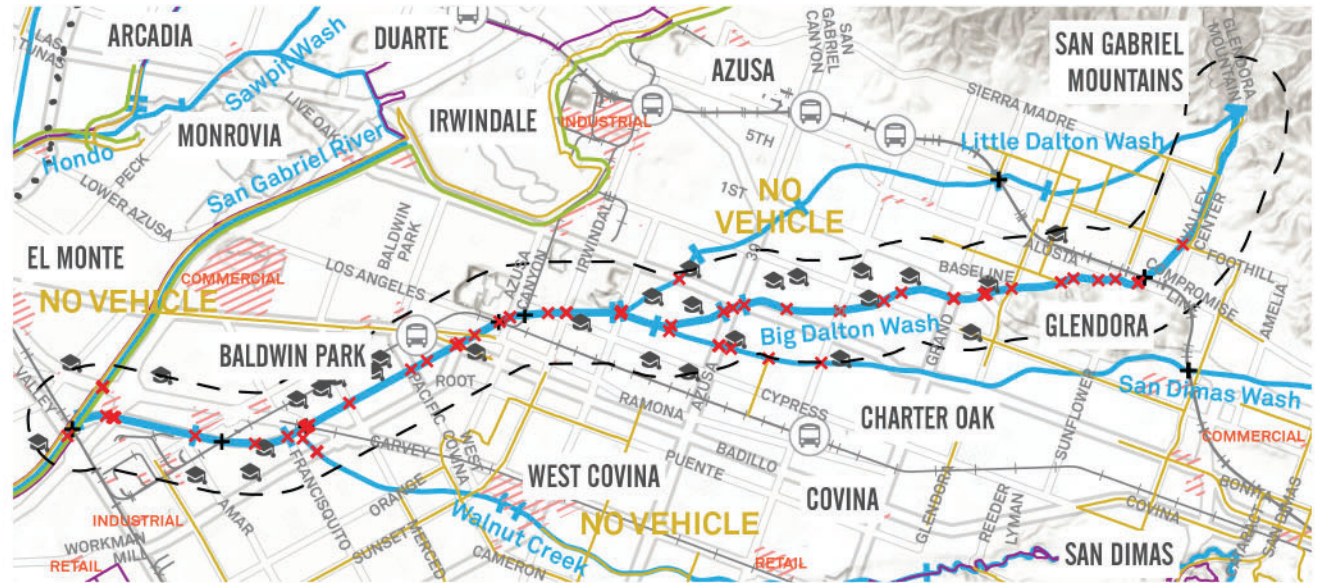 ARCADIA
DUARTE
SAN GABRIEL
MOUNTAINS
GLENDORA
MOUNTAIN
LAS
TUNAS
Sawpit Wash
AZUSA
SAN
GABRIEL
CANYON
SIERRA MADRE
LIVE OAK
MONROVIA
IRWINDALE
INDUSTRIAL
5TH
Little Dalton Wash
Hondo
PECK
San Gabriel River
LOWER AZUSA
1ST
NO
VEHICLE
VALLEY
CENTER
BALDWIN
PARK
IRWINDALE
39
ALOSTA
FOOTHILL
EL MONTE
COMMERCIAL
LOS ANGELES
AZUSA
CANYON
BASELINE
COMPROMISE
LINE
AMELIA
NO VEHICLE
Big Dalton Wash
GRAND
GLENDORA
BALDWIN PARK
VALLEY
PACIFIC
ROOT
AZUSA
San Dimas Wash
RAMONA
CYPRESS
CHARTER OAK
SUNFLOWER
GARVEY
WEST
COVINA
BADILLO
COMMERCIAL
FRANCISQUITO
ORANGE
WEST COVINA
PUENTE
COVINA
BONITA
INDUSTRIAL
AMAR
Walnut Creek
NO VEHICLE
GLENDORA
REEDER
LYMAN
COVINA
WORKMAN
MILL
SUNSET
MERCED
CAMERON
RETAIL
RETAIL
SAN DIMAS
SAN DIMAS